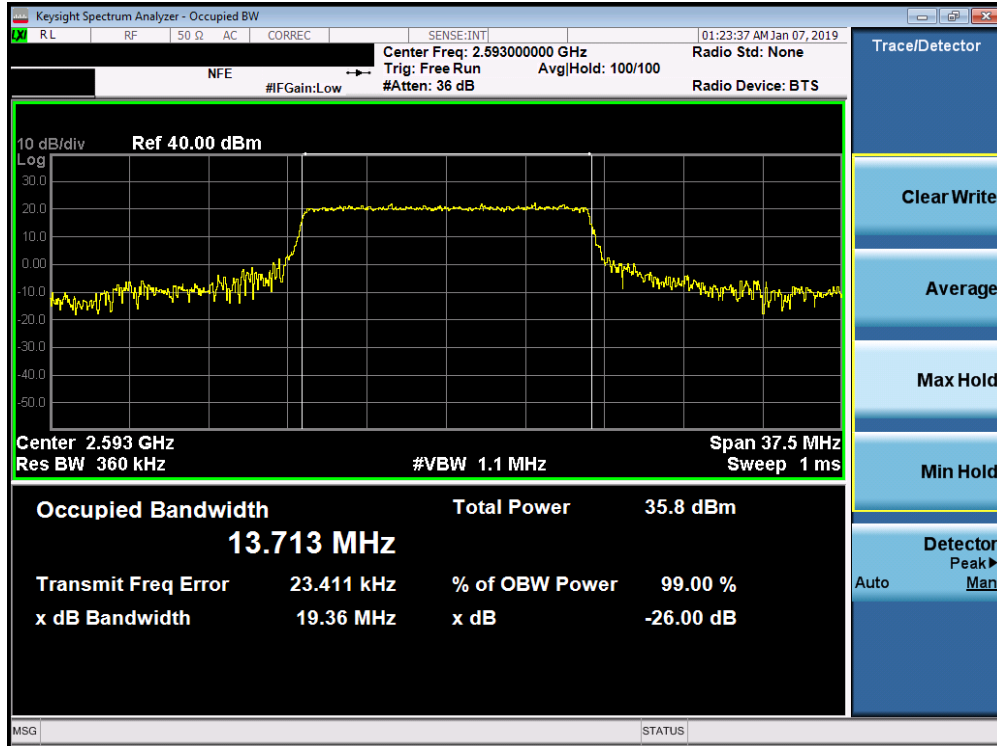 Keysight Spectrum Analyzer - Occupied BW
LXI RL RF 50 Ω AC CORREC SENSE:INT 01:23:37 AM Jan 07, 2019
Center Freq: 2.593000000 GHz Radio Std: None
NFE Trig: Free Run Avg|Hold: 100/100
#IFGain:Low #Atten: 36 dB Radio Device: BTS
Trace/Detector
10 dB/div Ref 40.00 dBm
Log
30.0
20.0
10.0
0.00
-10.0
-20.0
-30.0
-40.0
-50.0
Center 2.593 GHz Span 37.5 MHz
Res BW 360 kHz #VBW 1.1 MHz Sweep 1 ms
Occupied Bandwidth Total Power 35.8 dBm
13.713 MHz
Transmit Freq Error 23.411 kHz % of OBW Power 99.00 %
x dB Bandwidth 19.36 MHz x dB -26.00 dB
Clear Write
Average
Max Hold
Min Hold
Detector
Peak▶
Auto Man
MSG STATUS